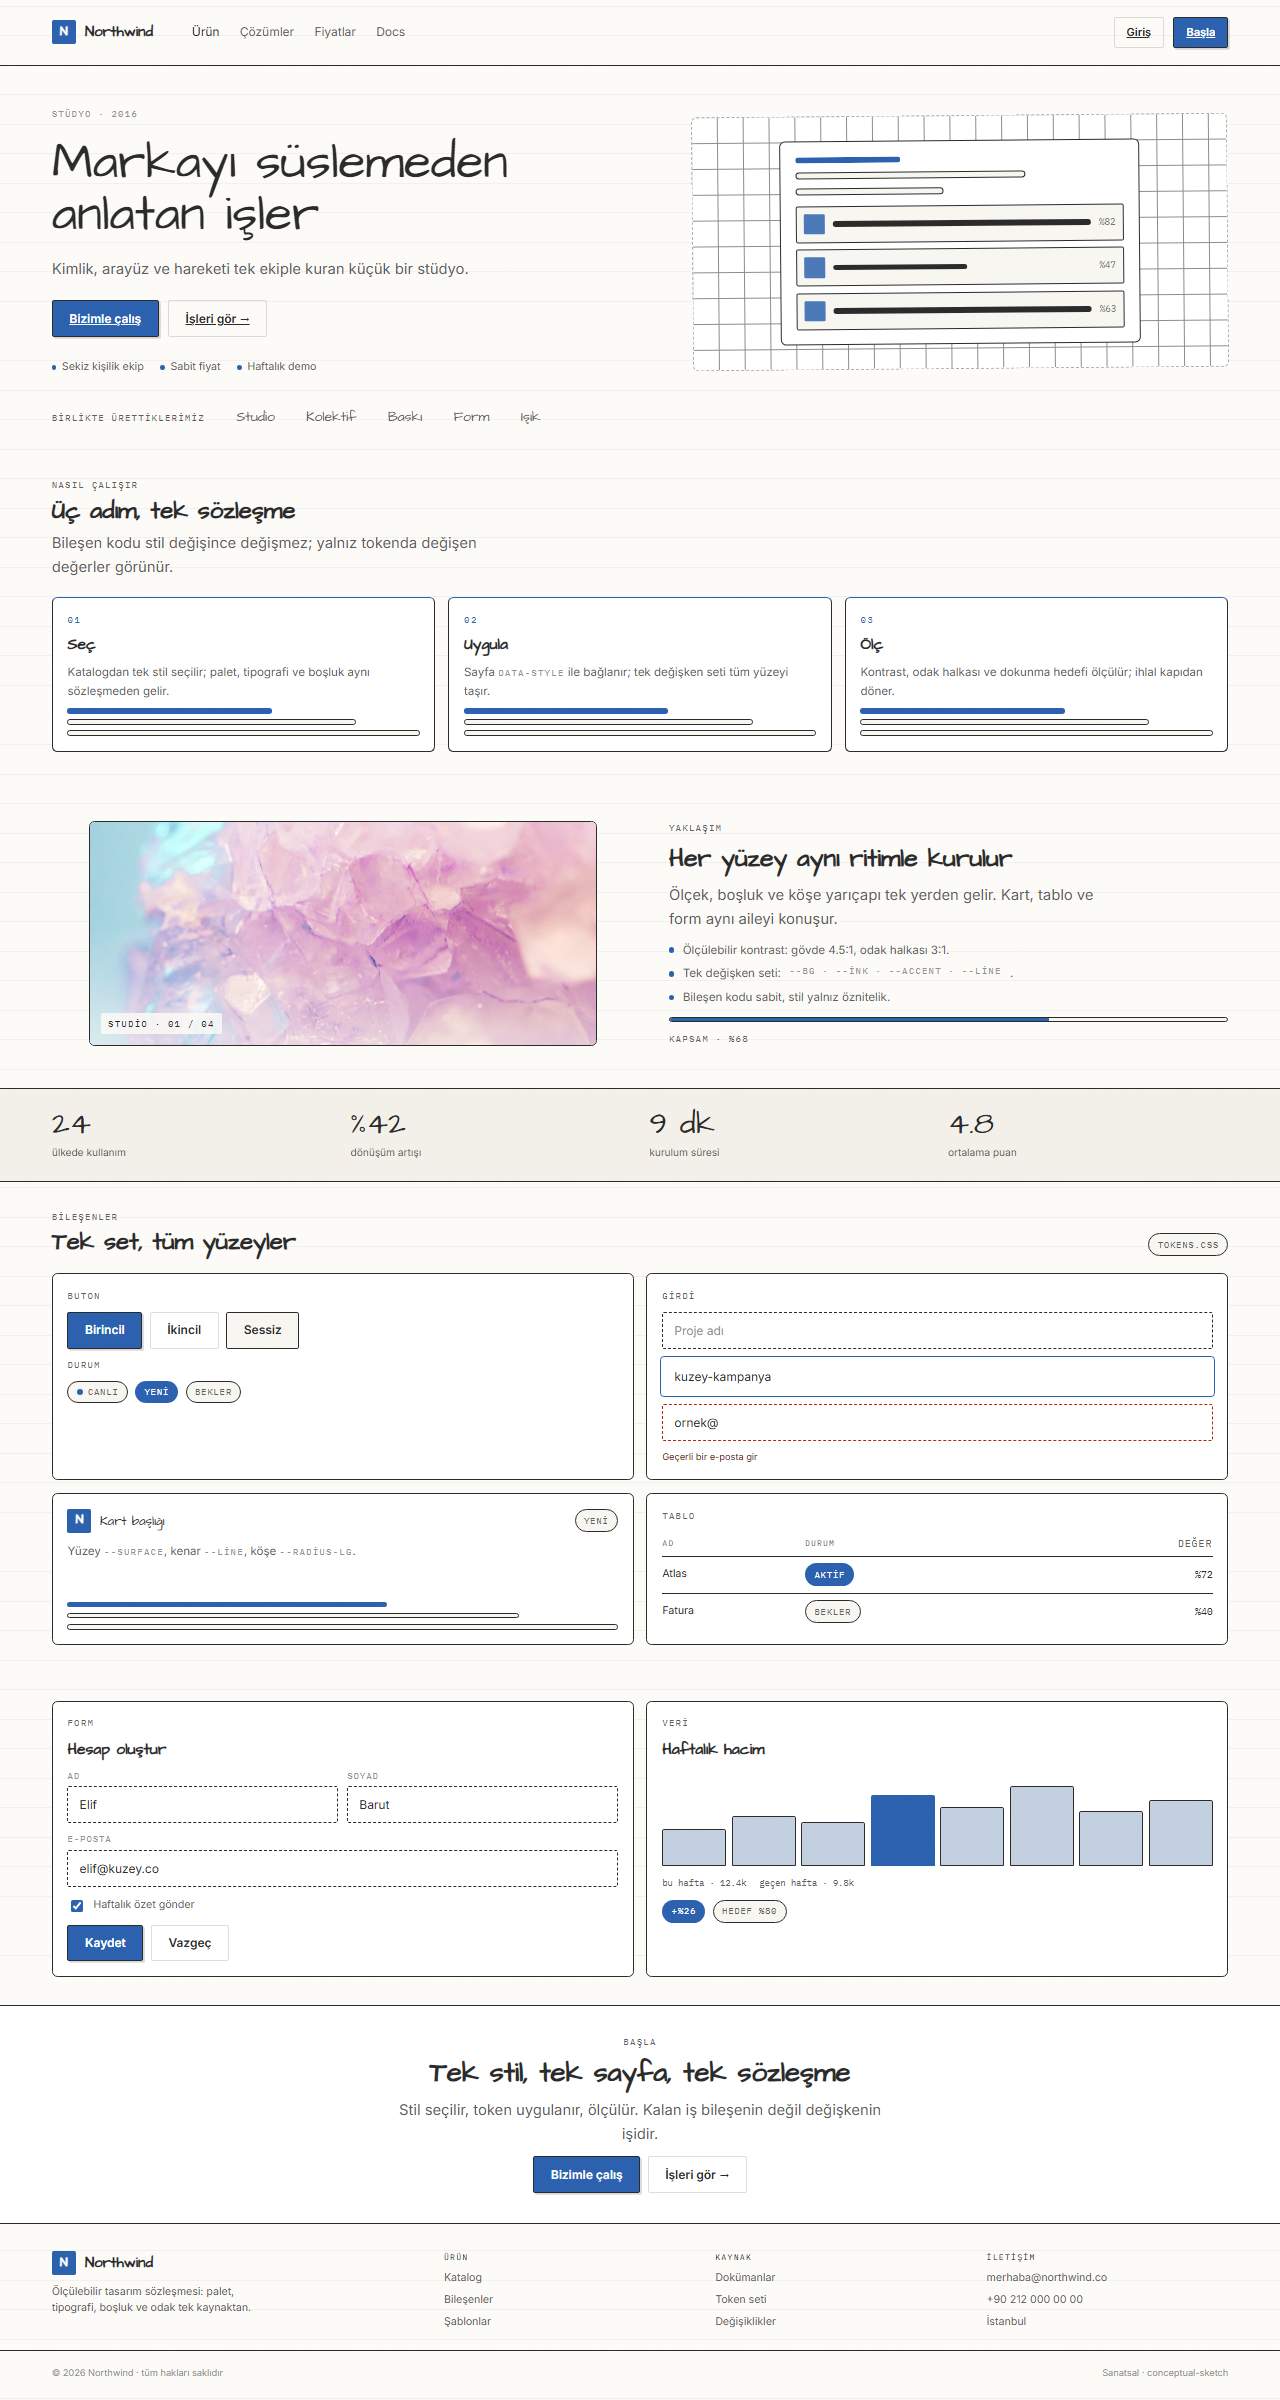 N Northwind Ürün Çözümler Fiyatlar Docs Giriş Başla
STÜDYO · 2016
Markayı süslemeden
anlatan işler
Kimlik, arayüz ve hareketi tek ekiple kuran küçük bir stüdyo.
Bizimle çalış İşleri gör →
Sekiz kişilik ekip Sabit fiyat Haftalık demo
%82
%47
%63
BİRLİKTE ÜRETTİKLERİMİZ Studio Kolektif Baskı Form Işık
NASIL ÇALIŞIR
Üç adım, tek sözleşme
Bileşen kodu stil değişince değişmez; yalnız tokenda değişen
değerler görünür.
01
Seç
Katalogdan tek stil seçilir; palet, tipografi ve boşluk aynı
sözleşmeden gelir.
02
Uygula
Sayfa DATA-STYLE ile bağlanır; tek değişken seti tüm yüzeyi
taşır.
03
Ölç
Kontrast, odak halkası ve dokunma hedefi ölçülür; ihlal kapıdan
döner.
STUDİO · 01 / 04
YAKLAŞIM
Her yüzey aynı ritimle kurulur
Ölçek, boşluk ve köşe yarıçapı tek yerden gelir. Kart, tablo ve
form aynı aileyi konuşur.
Ölçülebilir kontrast: gövde 4.5:1, odak halkası 3:1.
Tek değişken seti: --BG · --İNK · --ACCENT · --LİNE .
Bileşen kodu sabit, stil yalnız öznitelik.
KAPSAM · %68
24 %42 9 dk 4.8
ülkede kullanım dönüşüm artışı kurulum süresi ortalama puan
BİLEŞENLER
Tek set, tüm yüzeyler
TOKENS.CSS
BUTON
Birincil İkincil Sessiz
DURUM
CANLI YENİ BEKLER
GİRDİ
Proje adı
kuzey-kampanya
ornek@
Geçerli bir e-posta gir
N Kart başlığı YENİ
Yüzey --SURFACE, kenar --LİNE, köşe --RADİUS-LG.
TABLO
AD DURUM DEĞER
Atlas AKTİF %72
Fatura BEKLER %40
FORM
Hesap oluştur
AD SOYAD
Elif Barut
E-POSTA
elif@kuzey.co
Haftalık özet gönder
Kaydet Vazgeç
VERİ
Haftalık hacim
bu hafta · 12.4k geçen hafta · 9.8k
+%26 HEDEF %80
BAŞLA
Tek stil, tek sayfa, tek sözleşme
Stil seçilir, token uygulanır, ölçülür. Kalan iş bileşenin değil değişkenin
işidir.
Bizimle çalış İşleri gör →
N Northwind
Ölçülebilir tasarım sözleşmesi: palet,
tipografi, boşluk ve odak tek kaynaktan.
ÜRÜN
Katalog
Bileşenler
Şablonlar
KAYNAK
Dokümanlar
Token seti
Değişiklikler
İLETİŞİM
merhaba@northwind.co
+90 212 000 00 00
İstanbul
© 2026 Northwind · tüm hakları saklıdır Sanatsal · conceptual-sketch